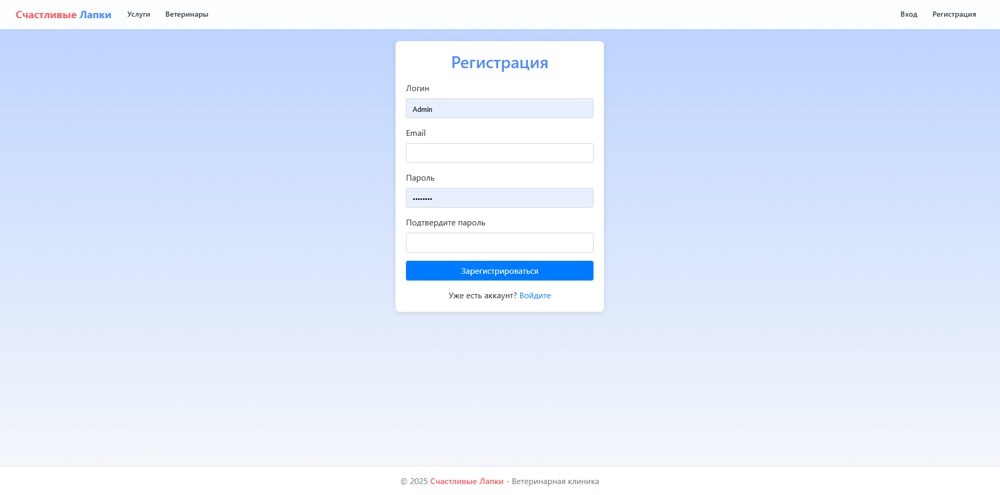 Счастливые Лапки Услуги Ветеринары Вход Регистрация
Регистрация
Логин
Admin
Email
Пароль
••••••••
Подтвердите пароль
Зарегистрироваться
Уже есть аккаунт? Войдите
© 2025 Счастливые Лапки - Ветеринарная клиника